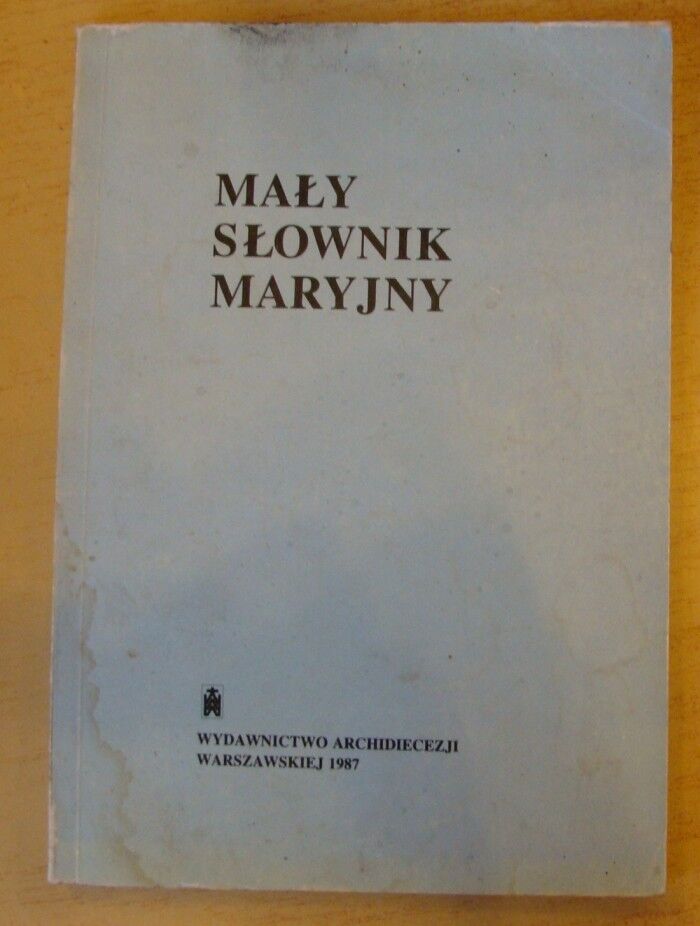 MAŁY
SŁOWNIK
MARYJNY
WYDAWNICTWO ARCHIDIECEZJI
WARSZAWSKIEJ 1987